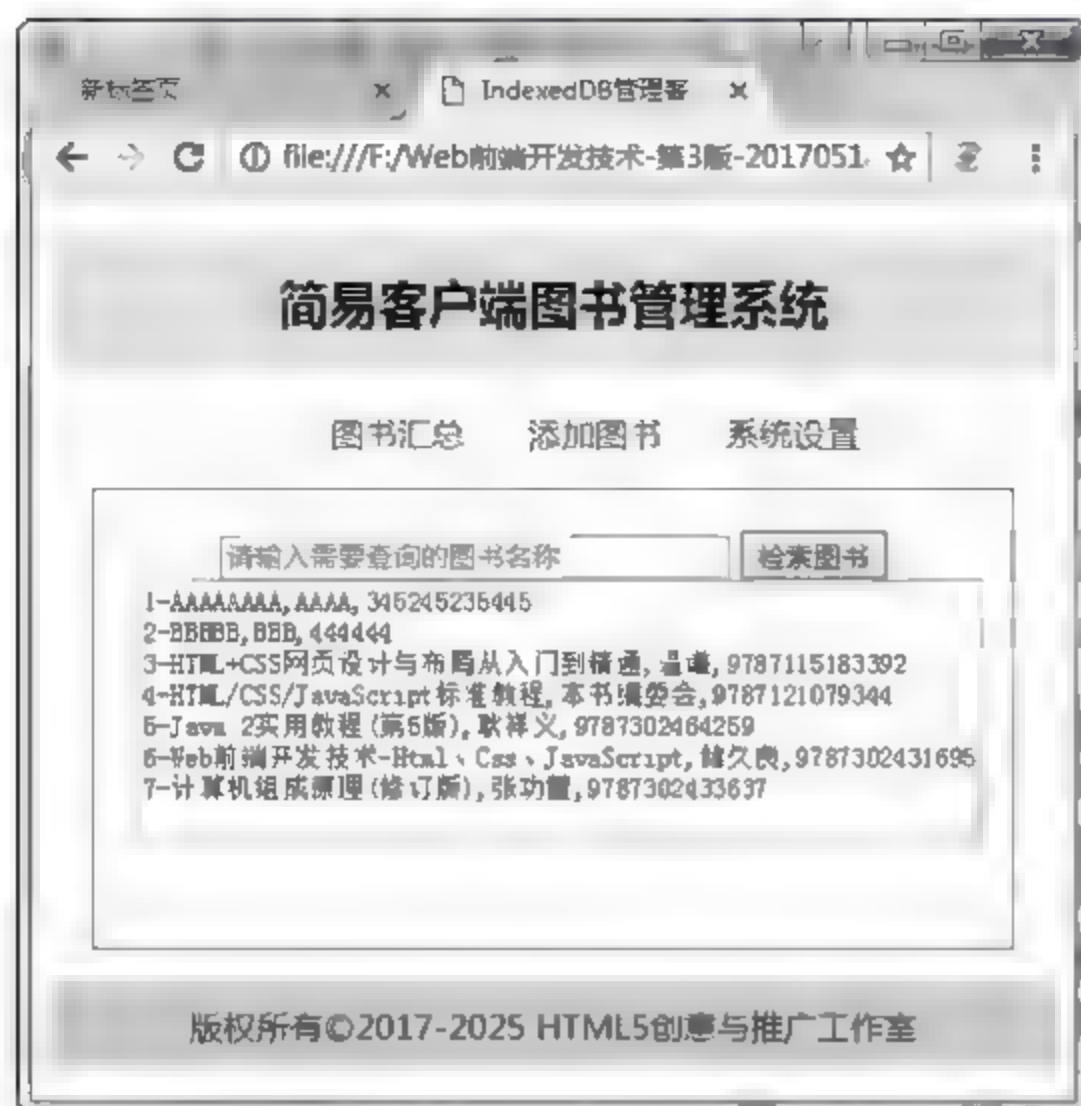 新标签页 IndexedDB管理客
file:///F:/Web前端开发技术-第3版-2017051
简易客户端图书管理系统
图书汇总 添加图书 系统设置
请输入需要查询的图书名称 检索图书
1-AAAAAAAA,AAAA,346245236445
2-BBBBB,BBB,444444
3-HTML+CSS网页设计与布局从入门到精通,温谦,9787115183392
4-HTML/CSS/JavaScript标准教程,本书编委会,9787121079344
5-Java 2实用教程(第5版),耿祥义,9787302464259
6-Web前端开发技术-Html、Css、JavaScript,储久良,9787302431695
7-计算机组成原理(修订版),张功萱,9787302433637
版权所有©2017-2025 HTML5创意与推广工作室